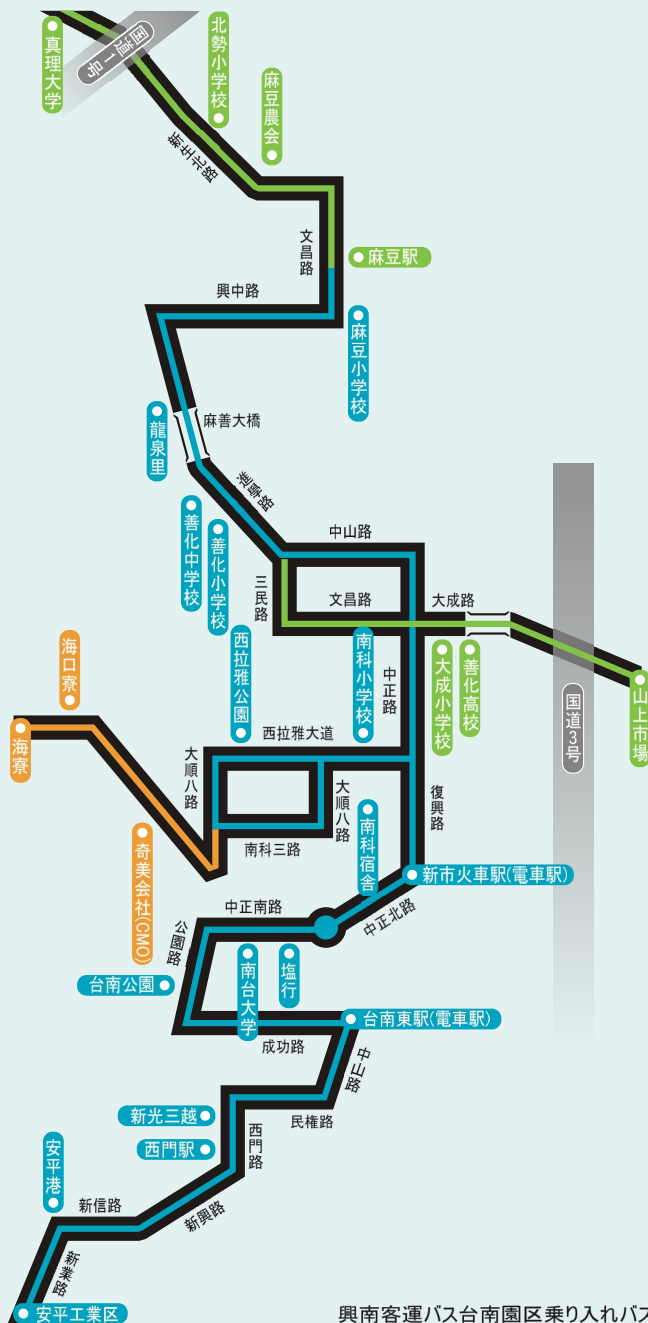 真理大学
国道1号
北勢小学校
麻豆農会
新生北路
文昌路
麻豆駅
興中路
麻豆小学校
龍泉里
麻善大橋
進學路
善化中学校
善化小学校
中山路
三民路
文昌路
大成路
海口寮
西拉雅公園
南科小学校
中正路
大成小学校
善化高校
山上市場
国道3号
海寮
西拉雅大道
大順八路
大順八路
復興路
南科三路
南科宿舎
奇美会社(CMO)
新市火車駅(電車駅)
中正南路
中正北路
公園路
台南公園
南台大学
塩行
台南東駅(電車駅)
成功路
中山路
新光三越
民権路
西門駅
西門路
安平港
新信路
新興路
新業路
安平工業区
興南客運バス台南園区乗り入れバス